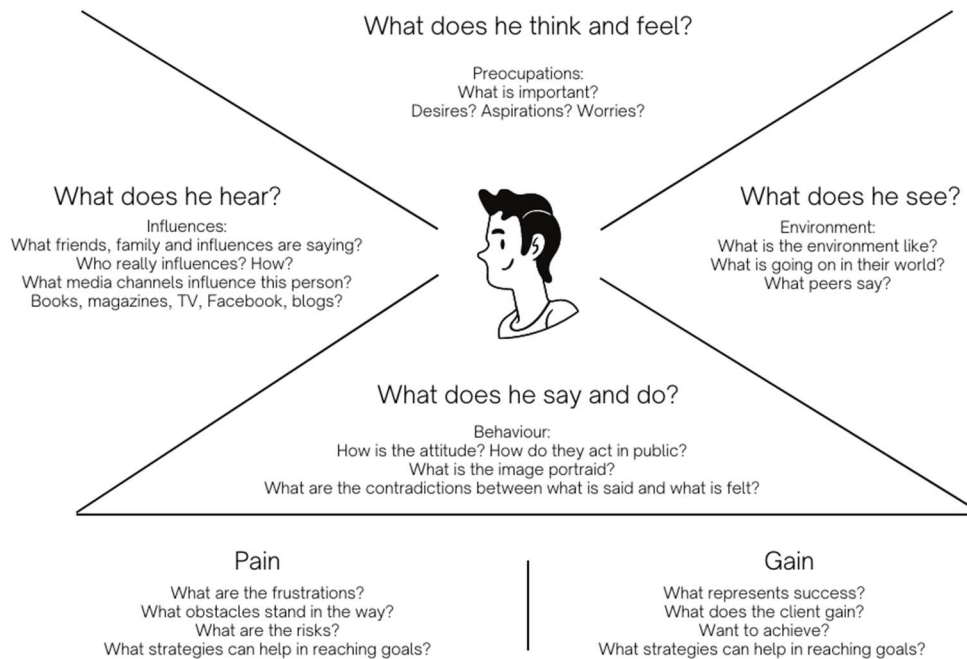 What does he think and feel?
Preocupations:
What is important?
Desires? Aspirations? Worries?
What does he hear?
Influences:
What friends, family and influences are saying?
Who really influences? How?
What media channels influence this person?
Books, magazines, TV, Facebook, blogs?
What does he see?
Environment:
What is the environment like?
What is going on in their world?
What peers say?
What does he say and do?
Behaviour:
How is the attitude? How do they act in public?
What is the image portraid?
What are the contradictions between what is said and what is felt?
Pain
What are the frustrations?
What obstacles stand in the way?
What are the risks?
What strategies can help in reaching goals?
Gain
What represents success?
What does the client gain?
Want to achieve?
What strategies can help in reaching goals?